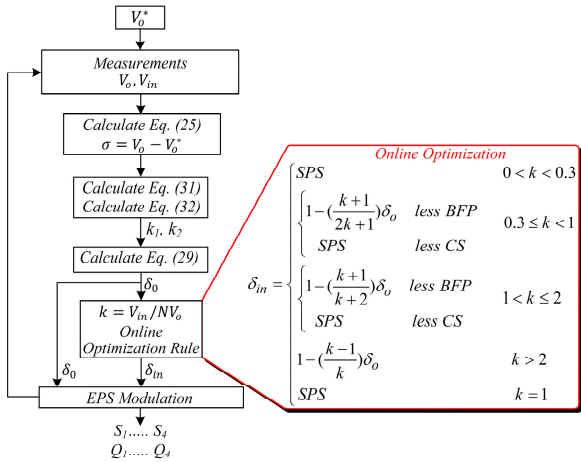 V_o^*
Measurements
V_o, V_in
Calculate Eq. (25)
σ = V_o − V_o^*
Calculate Eq. (31)
Calculate Eq. (32)
k_1, k_2
Calculate Eq. (29)
δ_0
k = V_in/NV_o
Online
Optimization Rule
δ_0
δ_in
EPS Modulation
S_1..... S_4
Q_1..... Q_4
Online Optimization
δ_in =
SPS 0 < k < 0.3
1−(k+1/2k+1)δ_o less BFP
0.3 ≤ k < 1
SPS less CS
1−(k+1/k+2)δ_o less BFP
1 < k ≤ 2
SPS less CS
1−(k−1/k)δ_o k > 2
SPS k = 1